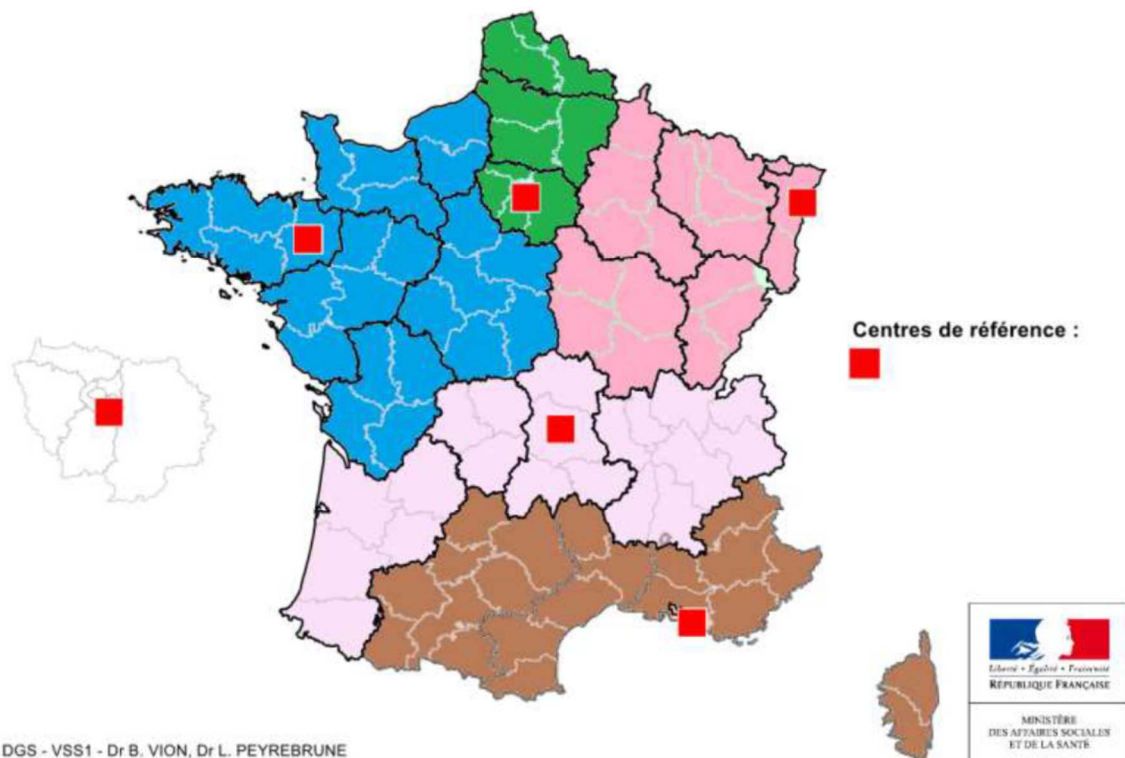 Centres de référence :
Liberté • Égalité • Fraternité
RÉPUBLIQUE FRANÇAISE
MINISTÈRE
DES AFFAIRES SOCIALES
ET DE LA SANTÉ
DGS - VSS1 - Dr B. VION, Dr L. PEYREBRUNE